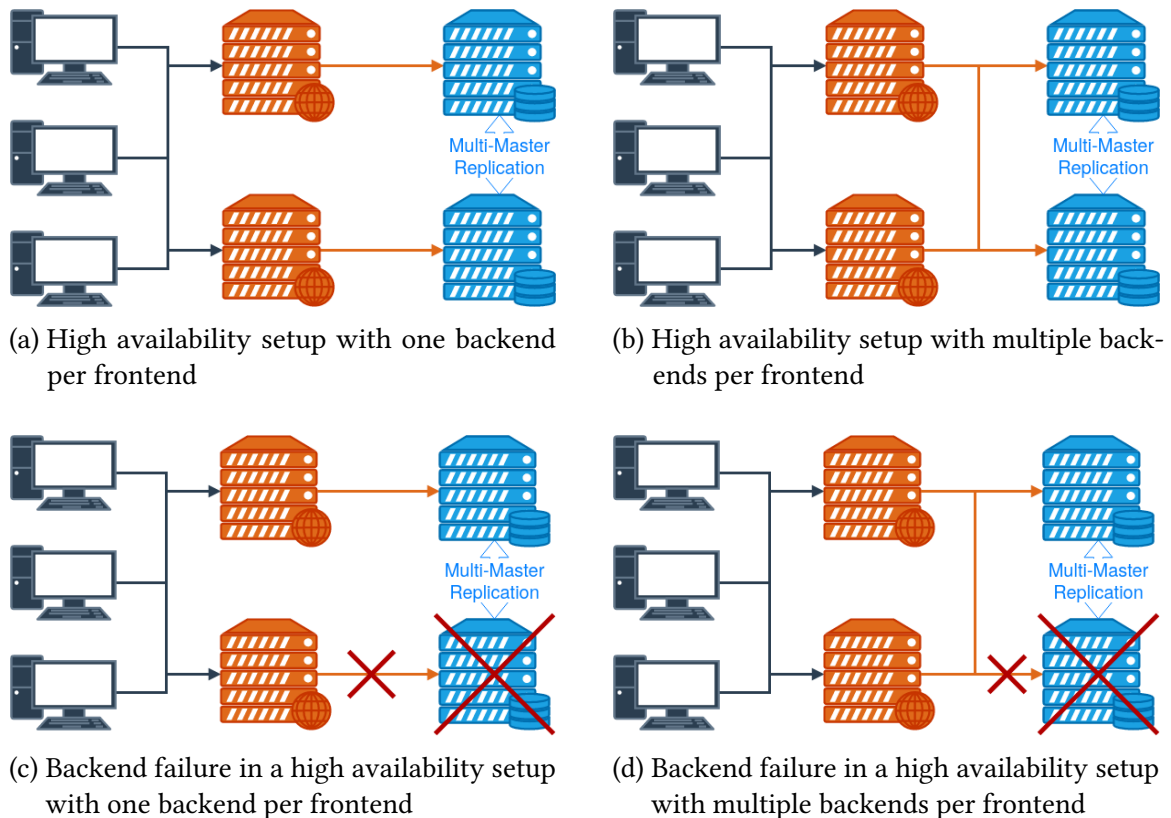 Multi-Master
Replication
Multi-Master
Replication
(a) High availability setup with one backend
per frontend
(b) High availability setup with multiple back-
ends per frontend
Multi-Master
Replication
Multi-Master
Replication
(c) Backend failure in a high availability setup
with one backend per frontend
(d) Backend failure in a high availability setup
with multiple backends per frontend